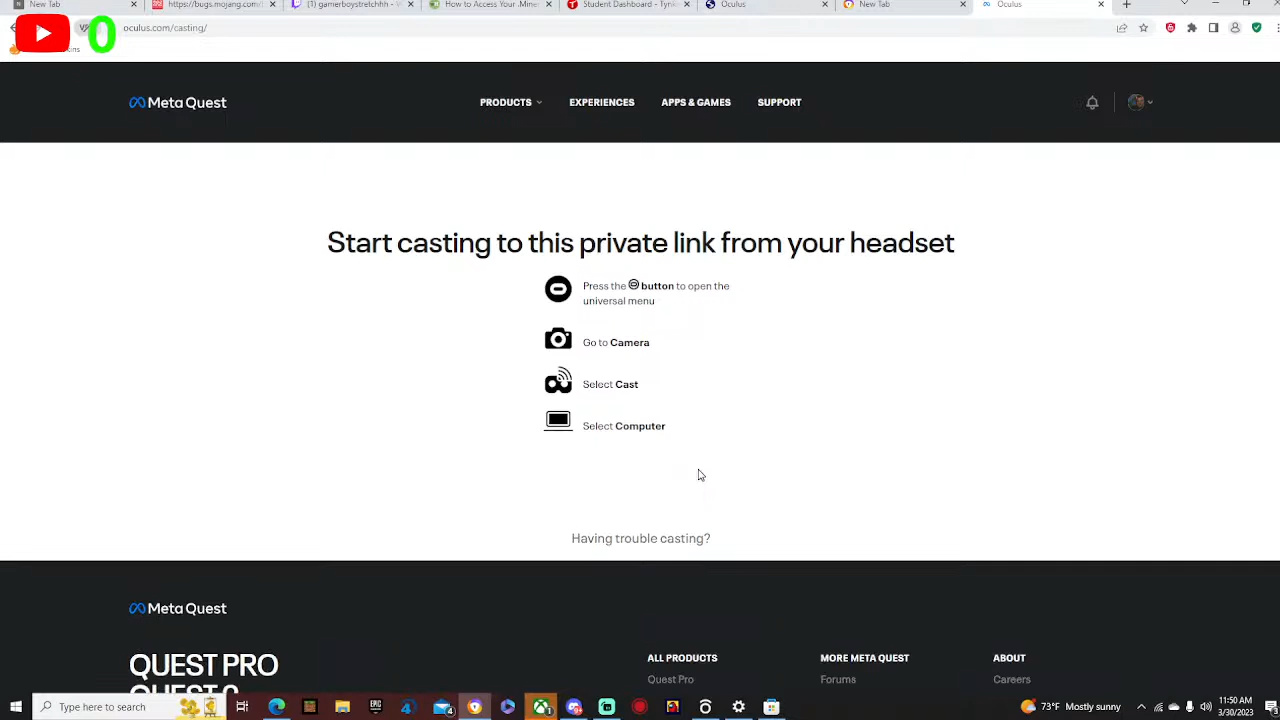 New Tab
https://bugs.mojang.com/
gamerboystretchhh -
How to Access Your .Mine
Student Dashboard - Tynk
Oculus
New Tab
Oculus
0
oculus.com/casting/
Meta Quest
PRODUCTS
EXPERIENCES
APPS & GAMES
SUPPORT
Start casting to this private link from your headset
Press the button to open the
universal menu
Go to Camera
Select Cast
Select Computer
Having trouble casting?
Meta Quest
QUEST PRO
QUEST 2
ALL PRODUCTS
Quest Pro
MORE META QUEST
Forums
ABOUT
Careers
Type here to search
73°F Mostly sunny
11:50 AM
3/30/2023